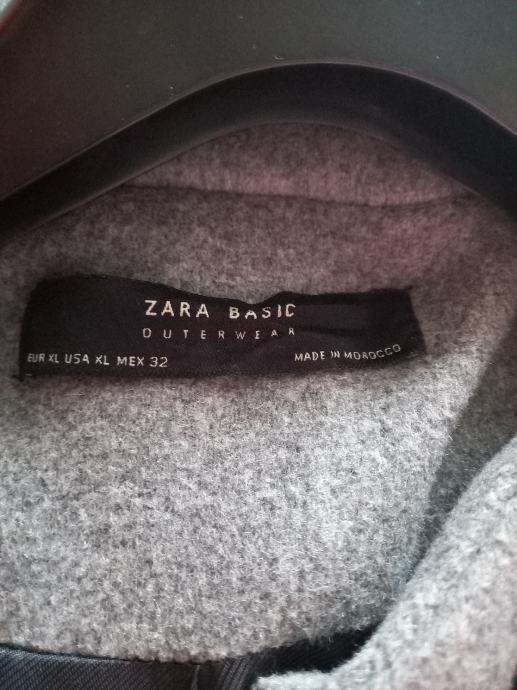 ZARA BASIC
OUTERWEAR
EUR XL USA XL MEX 32 MADE IN MOROCCO